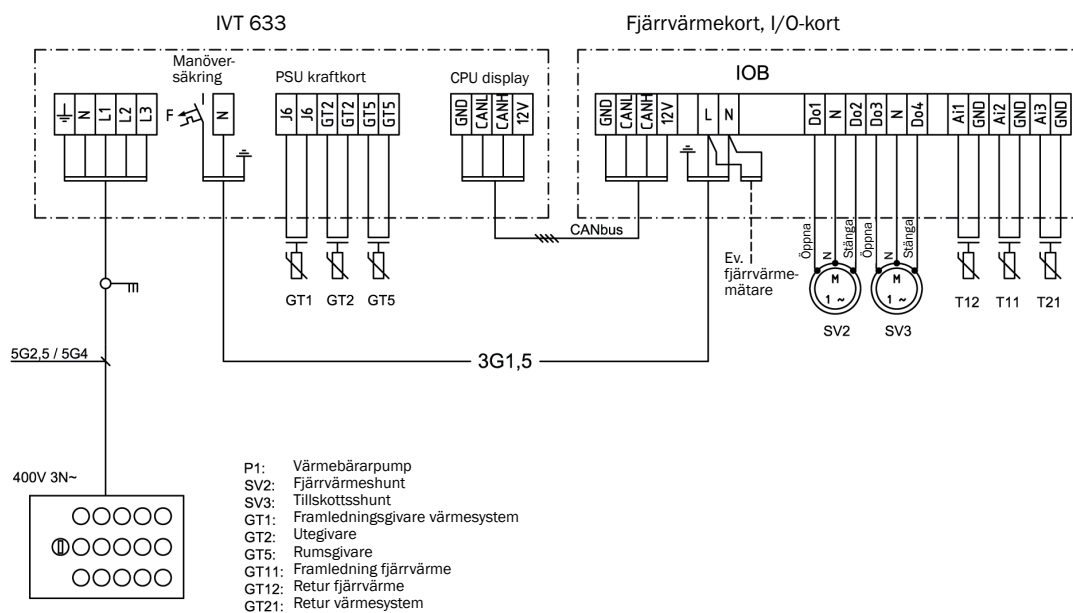 IVT 633
Fjärrvärmekort, I/O-kort
Manöver-
säkring
PSU kraftkort
CPU display
IOB
F
N
L1
L2
L3
N
J6
J6
GT2
GT2
GT5
GT5
GND
CANL
CANH
12V
GND
CANL
CANH
12V
L
N
Do1
N
Do2
Do3
N
Do4
Ai1
GND
Ai2
GND
Ai3
GND
CANbus
Öppna
N
Stänga
Öppna
N
Stänga
Ev.
fjärrvärme-
mätare
M
1 ~
M
1 ~
GT1
GT2
GT5
SV2
SV3
T12
T11
T21
5G2,5 / 5G4
3G1,5
400V 3N~
P1: Värmebärarpump
SV2: Fjärrvärmeshunt
SV3: Tillskottsshunt
GT1: Framledningsgivare värmesystem
GT2: Utegivare
GT5: Rumsgivare
GT11: Framledning fjärrvärme
GT12: Retur fjärrvärme
GT21: Retur värmesystem